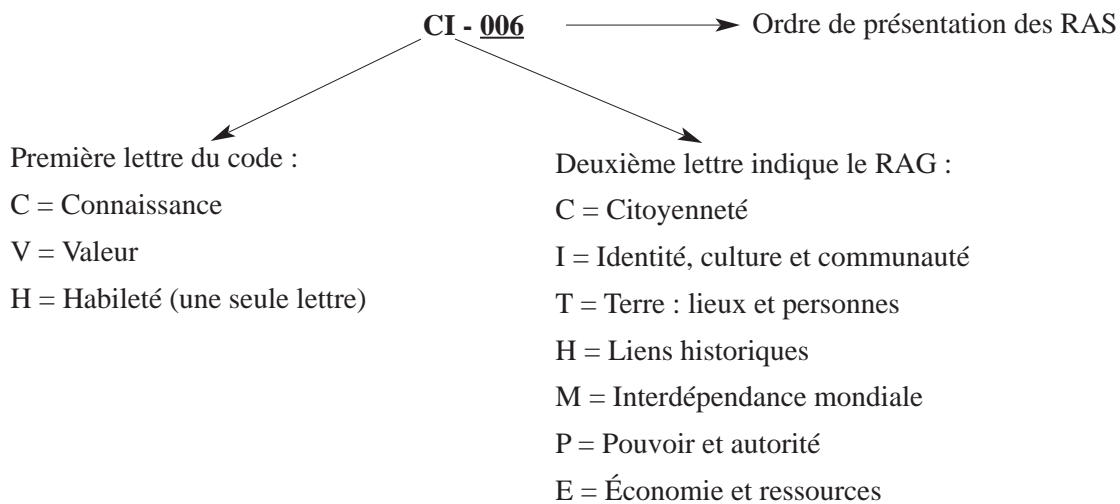 CI - 006 Ordre de présentation des RAS
Première lettre du code :
C = Connaissance
V = Valeur
H = Habileté (une seule lettre)
Deuxième lettre indique le RAG :
C = Citoyenneté
I = Identité, culture et communauté
T = Terre : lieux et personnes
H = Liens historiques
M = Interdépendance mondiale
P = Pouvoir et autorité
E = Économie et ressources